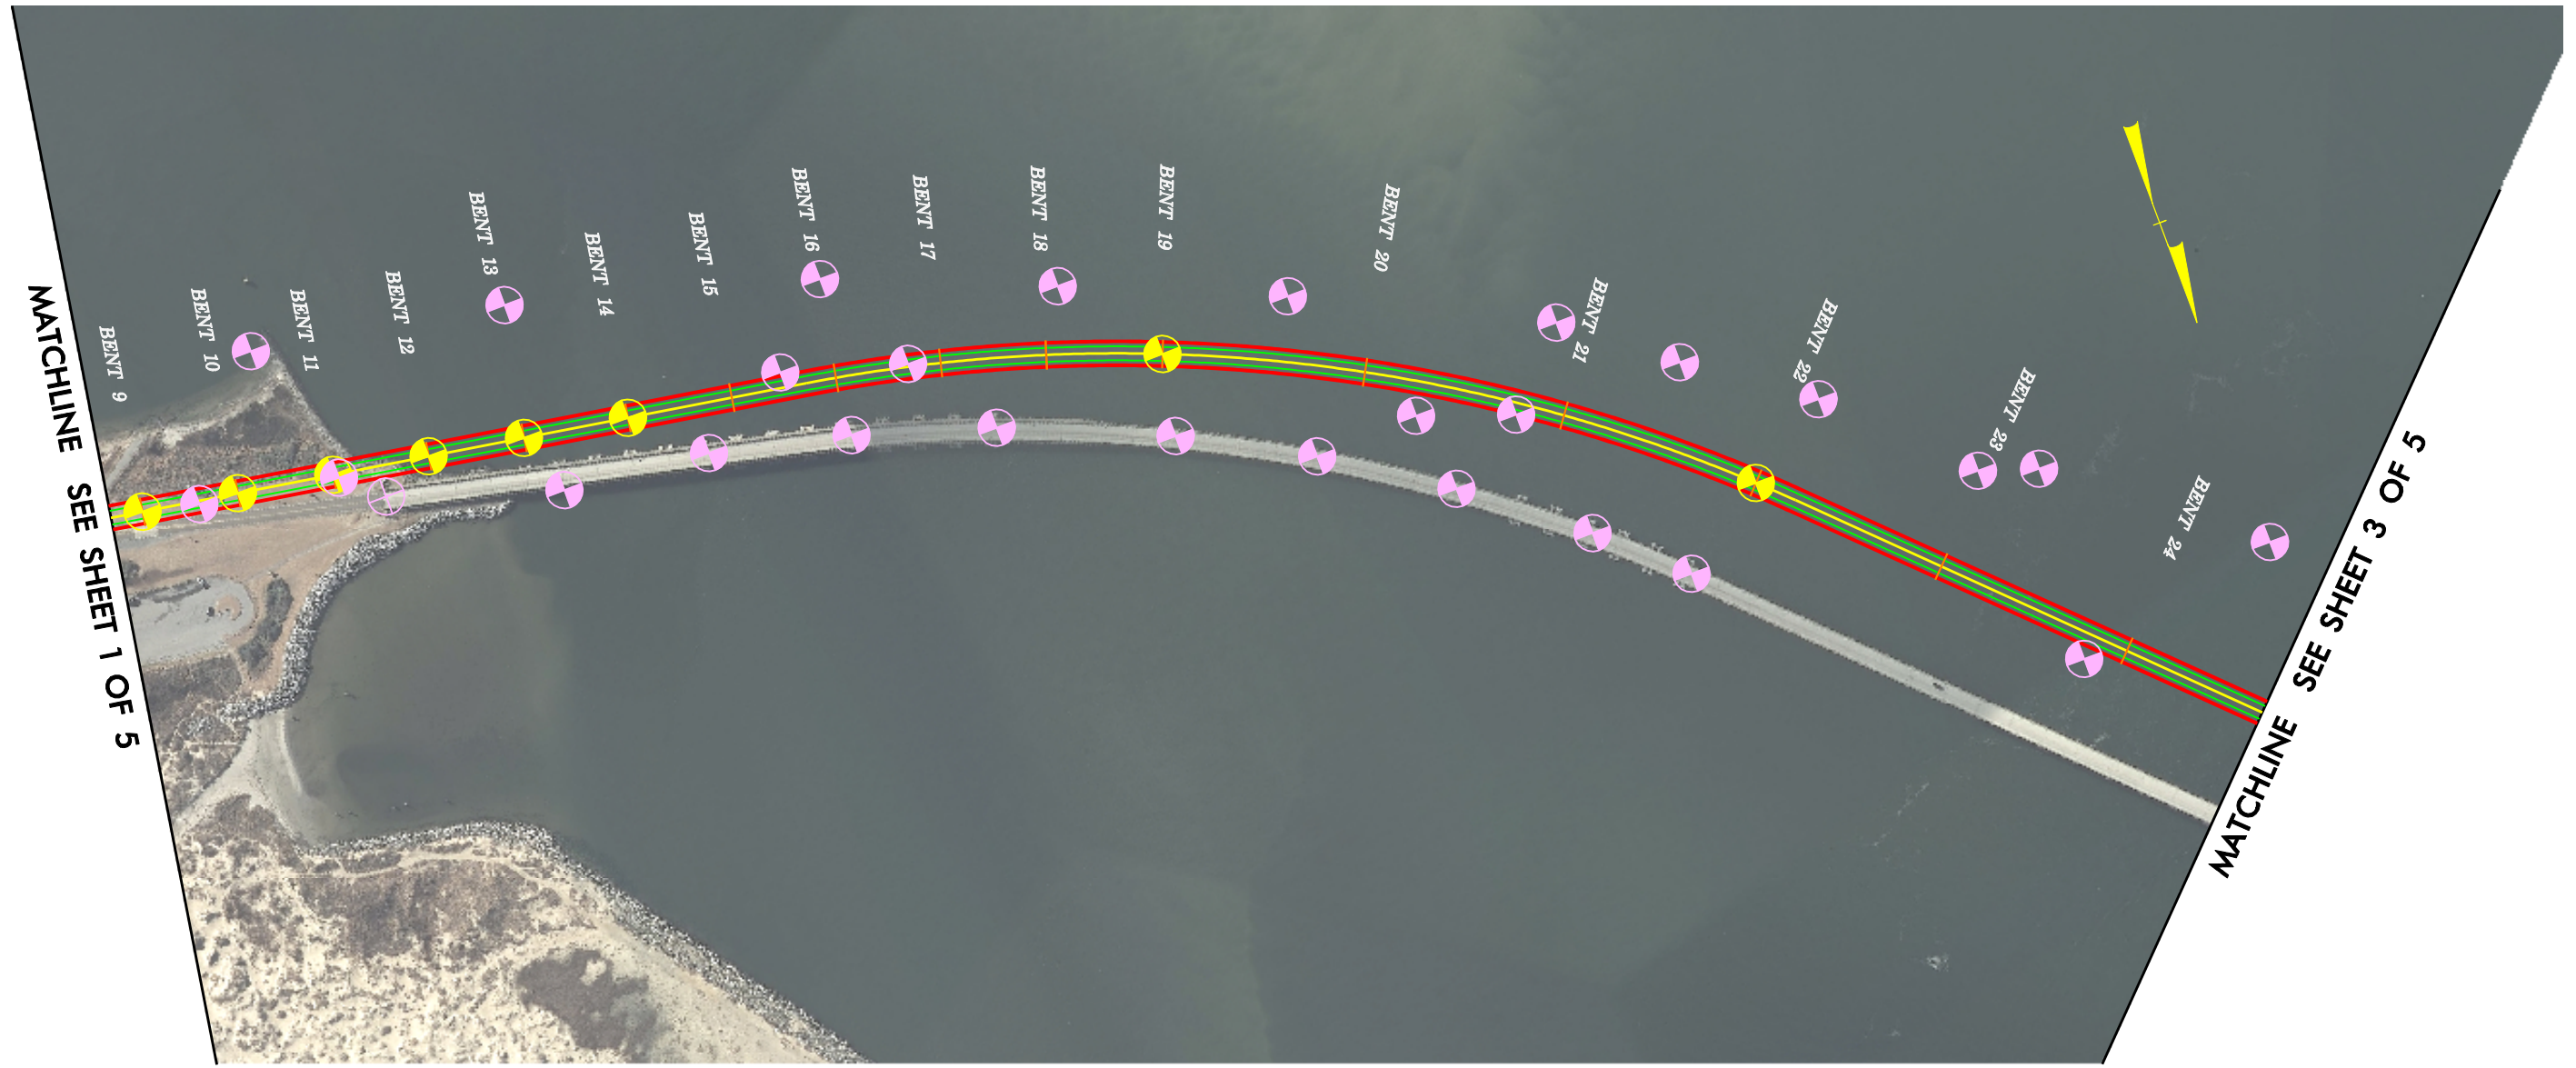 MATCHLINE SEE SHEET 1 OF 5
BENT 9
BENT 10
BENT 11
BENT 12
BENT 13
BENT 14
BENT 15
BENT 16
BENT 17
BENT 18
BENT 19
BENT 20
BENT 21
BENT 22
BENT 23
BENT 24
MATCHLINE SEE SHEET 3 OF 5